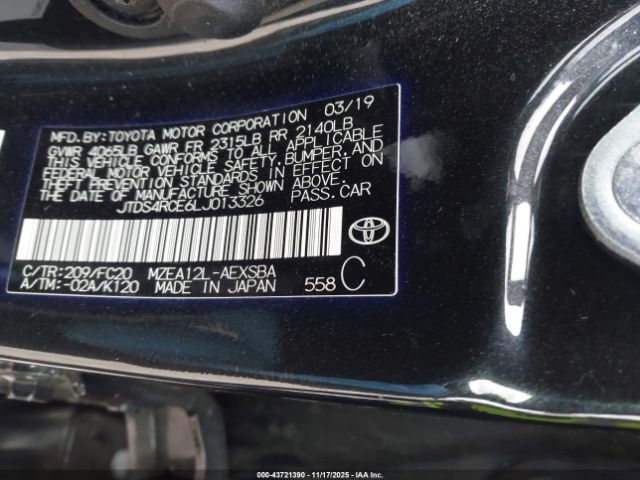 03/19
MFD.BY:TOYOTA MOTOR CORPORATION
GVWR 4065LB GAWR FR 2315LB RR 2140LB
THIS VEHICLE CONFORMS TO ALL APPLICABLE
FEDERAL MOTOR VEHICLE SAFETY, BUMPER, AND
THEFT PREVENTION STANDARDS IN EFFECT ON
THE DATE OF MANUFACTURE SHOWN ABOVE.
JTDS4RCE6LJ013326 PASS.CAR
C/TR:209/FC20 MZEA12L-AEXSBA
A/TM:-02A/K120 MADE IN JAPAN 558 C
000-43721390 - 11/17/2025 - IAA Inc.